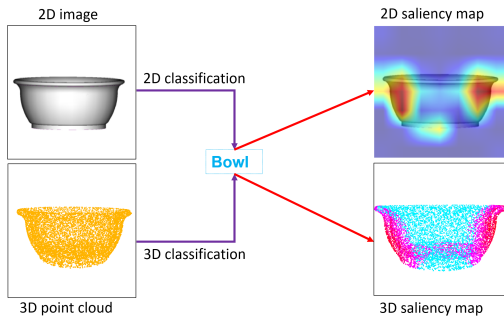 2D image
2D saliency map
2D classification
Bowl
3D classification
3D point cloud
3D saliency map